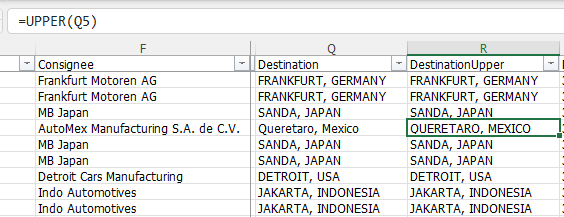 =UPPER(Q5)
F Q R
Consignee Destination DestinationUpper
Frankfurt Motoren AG FRANKFURT, GERMANY FRANKFURT, GERMANY
Frankfurt Motoren AG FRANKFURT, GERMANY FRANKFURT, GERMANY
MB Japan SANDA, JAPAN SANDA, JAPAN
AutoMex Manufacturing S.A. de C.V. Queretaro, Mexico QUERETARO, MEXICO
MB Japan SANDA, JAPAN SANDA, JAPAN
MB Japan SANDA, JAPAN SANDA, JAPAN
Detroit Cars Manufacturing DETROIT, USA DETROIT, USA
Indo Automotives JAKARTA, INDONESIA JAKARTA, INDONESIA
Indo Automotives JAKARTA, INDONESIA JAKARTA, INDONESIA